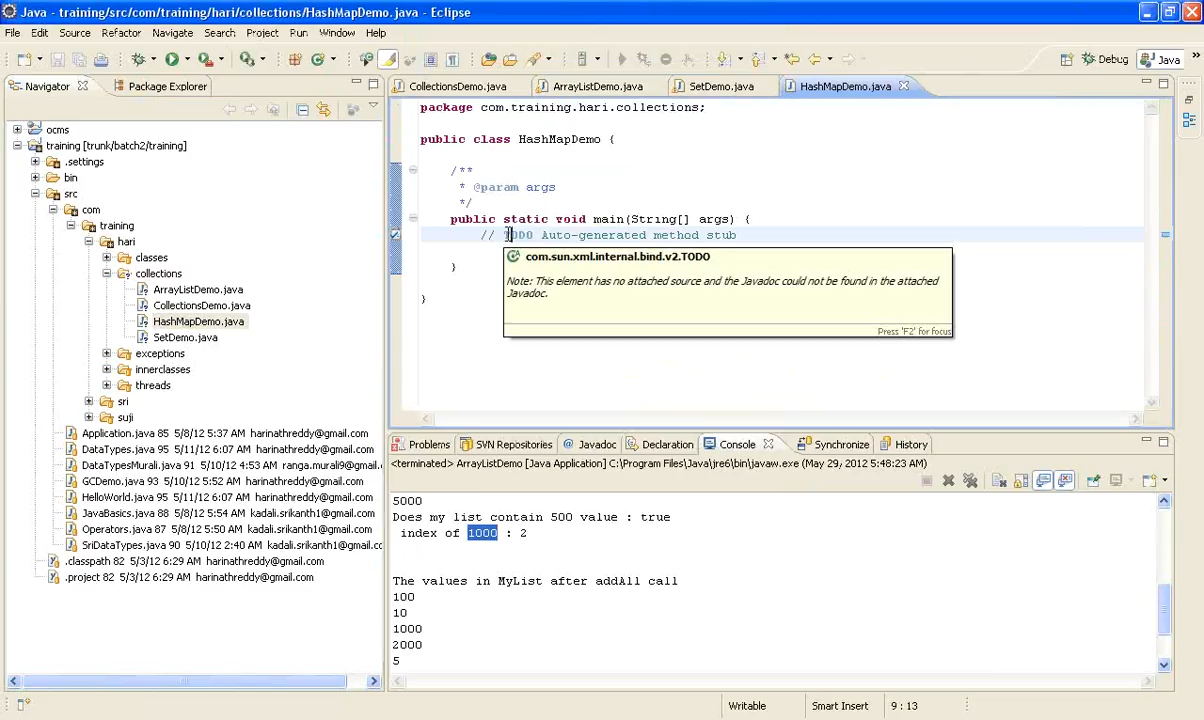 Java - training/src/com/training/hari/collections/HashMapDemo.java - Eclipse
File Edit Source Refactor Navigate Search Project Run Window Help
Debug Java
Navigator Package Explorer
ocms
training [trunk/batch2/training]
.settings
bin
src
com
training
hari
classes
collections
ArrayListDemo.java
CollectionsDemo.java
HashMapDemo.java
SetDemo.java
exceptions
innerclasses
threads
sri
suji
Application.java 85 5/8/12 5:37 AM harinathreddy@gmail.com
DataTypes.java 95 5/11/12 6:07 AM harinathreddy@gmail.com
DataTypesMurali.java 91 5/10/12 4:53 AM ranga.murali9@gmail.com
GCDemo.java 93 5/10/12 5:52 AM harinathreddy@gmail.com
HelloWorld.java 95 5/11/12 6:07 AM harinathreddy@gmail.com
JavaBasics.java 88 5/8/12 5:54 AM kadali.srikanth1@gmail.com
Operators.java 87 5/8/12 5:50 AM kadali.srikanth1@gmail.com
SriDataTypes.java 90 5/10/12 2:40 AM kadali.srikanth1@gmail.co
.classpath 82 5/3/12 6:29 AM harinathreddy@gmail.com
.project 82 5/3/12 6:29 AM harinathreddy@gmail.com
CollectionsDemo.java ArrayListDemo.java SetDemo.java HashMapDemo.java
package com.training.hari.collections;
public class HashMapDemo {
/**
* @param args
*/
public static void main(String[] args) {
// TODO Auto-generated method stub
com.sun.xml.internal.bind.v2.TODO
Note: This element has no attached source and the Javadoc could not be found in the attached
Javadoc.
Press 'F2' for focus
}
}
Problems SVN Repositories Javadoc Declaration Console Synchronize History
<terminated> ArrayListDemo [Java Application] C:\Program Files\Java\jre6\bin\javaw.exe (May 29, 2012 5:48:23 AM)
5000
Does my list contain 500 value : true
index of 1000 : 2
The values in MyList after addAll call
100
10
1000
2000
5
Writable Smart Insert 9 : 13